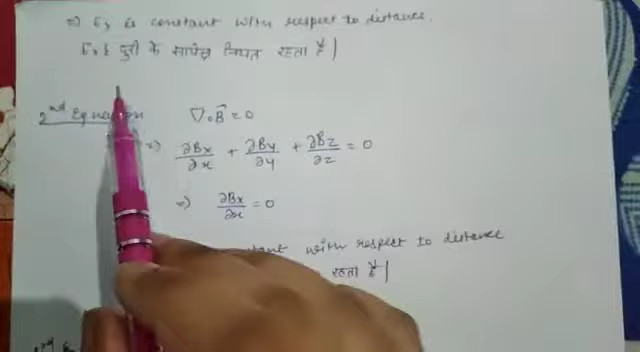 ⇒) Ex is constant with respect to distance.
Ex, दूरी के सापेक्ष नियत रहता है |
2nd Equation ∇.B⃗ = 0
⇒) ∂Bx/∂x + ∂By/∂y + ∂Bz/∂z = 0
⇒) ∂Bx/∂x = 0
with respect to distance
रहता है |
2nd